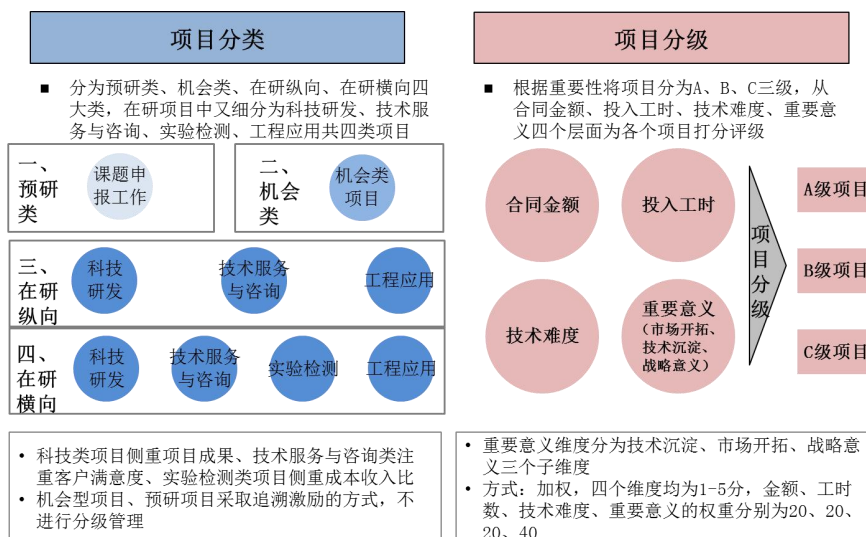 项目分类
■ 分为预研类、机会类、在研纵向、在研横向四
大类，在研项目中又细分为科技研发、技术服
务与咨询、实验检测、工程应用共四类项目
一、
预研
类
课题申
报工作
二、
机会
类
机会类
项目
三、
在研
纵向
科技
研发
技术服务
与咨询
工程应用
四、
在研
横向
科技
研发
技术服务
与咨询
实验检测
工程应用
• 科技类项目侧重项目成果、技术服务与咨询类注
重客户满意度、实验检测类项目侧重成本收入比
• 机会型项目、预研项目采取追溯激励的方式，不
进行分级管理
项目分级
■ 根据重要性将项目分为A、B、C三级，从
合同金额、投入工时、技术难度、重要意
义四个层面为各个项目打分评级
合同金额
投入工时
技术难度
重要意义
（市场开拓、
技术沉淀、
战略意义）
项
目
分
级
A级项目
B级项目
C级项目
• 重要意义维度分为技术沉淀、市场开拓、战略意
义三个子维度
• 方式：加权，四个维度均为1-5分，金额、工时
数、技术难度、重要意义的权重分别为20、20、
20、40